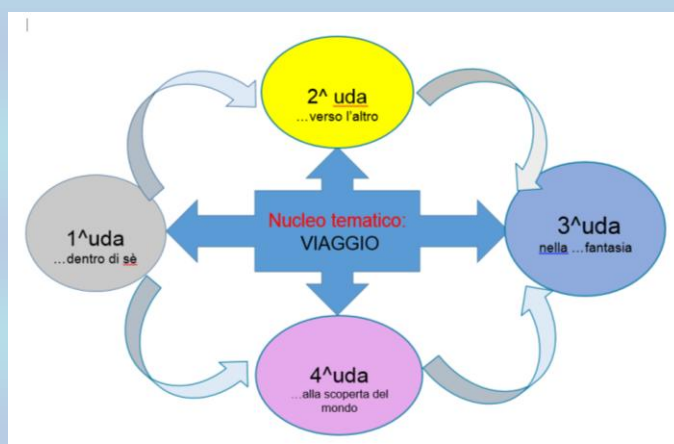 2^ uda
...verso l'altro
1^uda
...dentro di sè
Nucleo tematico:
VIAGGIO
3^uda
nella ...fantasia
4^uda
...alla scoperta del
mondo